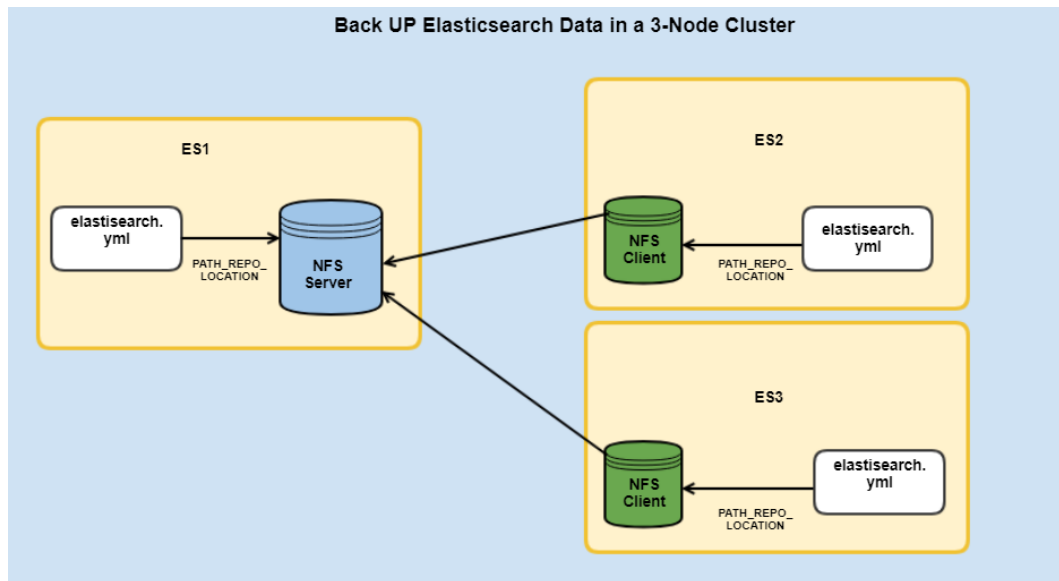 Back UP Elasticsearch Data in a 3-Node Cluster
ES1
elastisearch.
yml
PATH_REPO_
LOCATION
NFS
Server
ES2
NFS
Client
PATH_REPO_
LOCATION
elastisearch.
yml
ES3
NFS
Client
PATH_REPO_
LOCATION
elastisearch.
yml